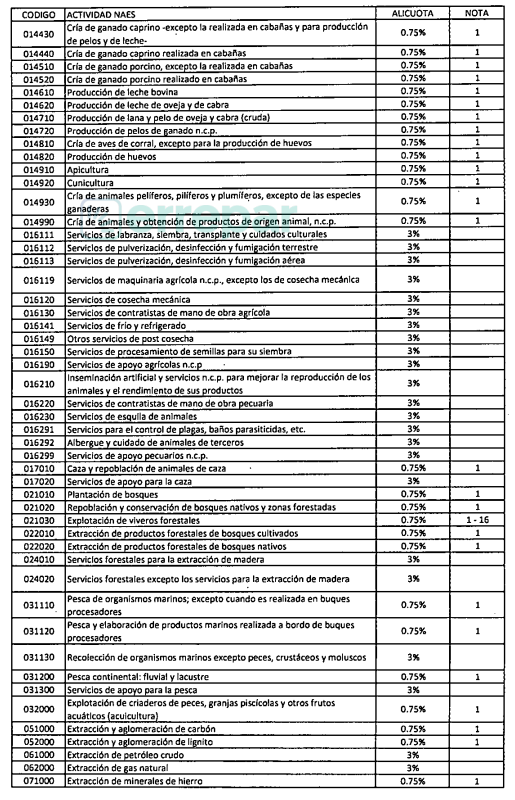 CODIGO ACTIVIDAD NAES ALICUOTA NOTA
014430 Cría de ganado caprino -excepto la realizada en cabañas y para producción de pelos y de leche- 0.75% 1
014440 Cría de ganado caprino realizada en cabañas 0.75% 1
014510 Cría de ganado porcino, excepto la realizada en cabañas 0.75% 1
014520 Cría de ganado porcino realizado en cabañas 0.75% 1
014610 Producción de leche bovina 0.75% 1
014620 Producción de leche de oveja y de cabra 0.75% 1
014710 Producción de lana y pelo de oveja y cabra (cruda) 0.75% 1
014720 Producción de pelos de ganado n.c.p. 0.75% 1
014810 Cría de aves de corral, excepto para la producción de huevos 0.75% 1
014820 Producción de huevos 0.75% 1
014910 Apicultura 0.75% 1
014920 Cunicultura 0.75% 1
014930 Cría de animales pelíferos, pilíferos y plumíferos, excepto de las especies ganaderas 0.75% 1
errepar
014990 Cría de animales y obtención de productos de origen animal, n.c.p. 0.75% 1
016111 Servicios de labranza, siembra, transplante y cuidados culturales 3%
016112 Servicios de pulverización, desinfección y fumigación terrestre 3%
016113 Servicios de pulverización, desinfección y fumigación aérea 3%
016119 Servicios de maquinaria agrícola n.c.p., excepto los de cosecha mecánica 3%
016120 Servicios de cosecha mecánica 3%
016130 Servicios de contratistas de mano de obra agrícola 3%
016141 Servicios de frio y refrigerado 3%
016149 Otros servicios de post cosecha 3%
016150 Servicios de procesamiento de semillas para su siembra 3%
016190 Servicios de apoyo agrícolas n.c.p 3%
016210 Inseminación artificial y servicios n.c.p. para mejorar la reproducción de los animales y el rendimiento de sus productos 3%
016220 Servicios de contratistas de mano de obra pecuaria 3%
016230 Servicios de esquila de animales 3%
016291 Servicios para el control de plagas, baños parasiticidas, etc. 3%
016292 Albergue y cuidado de animales de terceros 3%
016299 Servicios de apoyo pecuarios n.c.p. 3%
017010 Caza y repoblación de animales de caza 0.75% 1
017020 Servicios de apoyo para la caza 3%
021010 Plantación de bosques 0.75% 1
021020 Repoblación y conservación de bosques nativos y zonas forestadas 0.75% 1
021030 Explotación de viveros forestales 0.75% 1 - 16
022010 Extracción de productos forestales de bosques cultivados 0.75% 1
022020 Extracción de productos forestales de bosques nativos 0.75% 1
024010 Servicios forestales para la extracción de madera 3%
024020 Servicios forestales excepto los servicios para la extracción de madera 3%
031110 Pesca de organismos marinos; excepto cuando es realizada en buques procesadores 0.75% 1
031120 Pesca y elaboración de productos marinos realizada a bordo de buques procesadores 0.75% 1
031130 Recolección de organismos marinos excepto peces, crustáceos y moluscos 3%
031200 Pesca continental: fluvial y lacustre 0.75% 1
031300 Servicios de apoyo para la pesca 3%
032000 Explotación de criaderos de peces, granjas piscícolas y otros frutos acuáticos (acuicultura) 0.75% 1
051000 Extracción y aglomeración de carbón 0.75% 1
052000 Extracción y aglomeración de lignito 0.75% 1
061000 Extracción de petróleo crudo 3%
062000 Extracción de gas natural 3%
071000 Extracción de minerales de hierro 0.75% 1